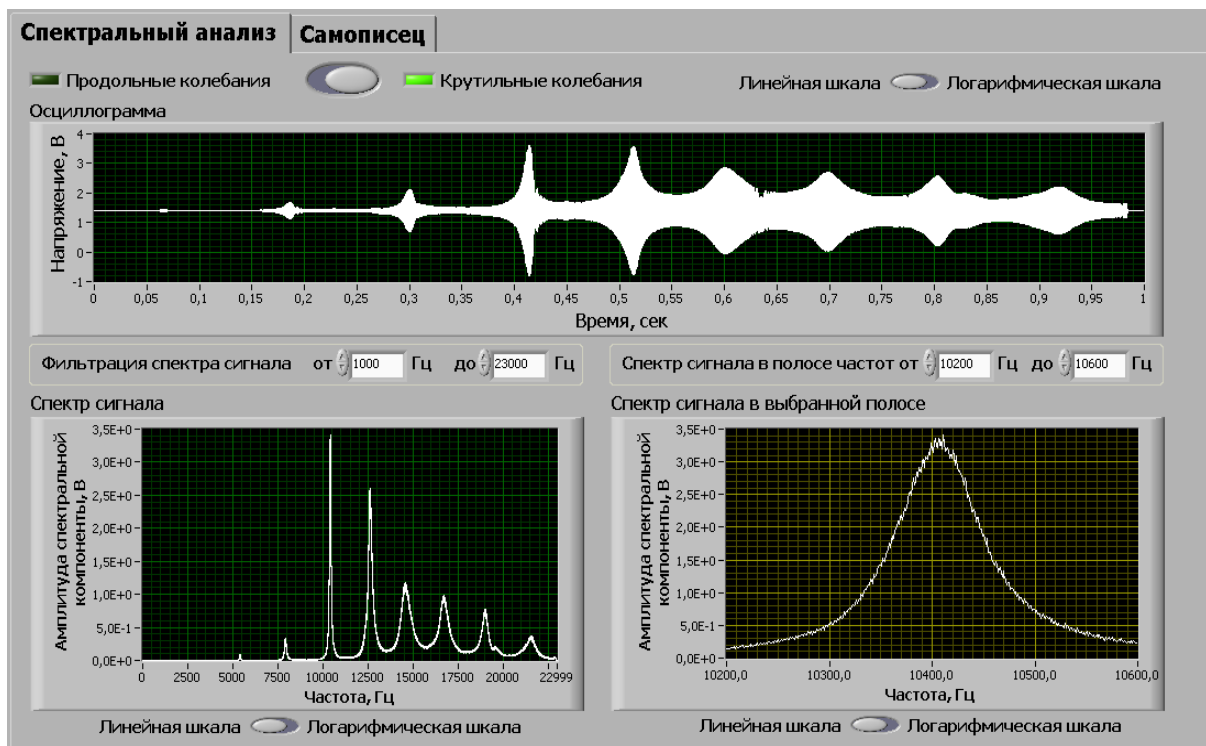 Спектральный анализ Самописец
Продольные колебания Крутильные колебания Линейная шкала Логарифмическая шкала
Осциллограмма
Напряжение, В
4
3
2
1
0
-1
0 0,05 0,1 0,15 0,2 0,25 0,3 0,35 0,4 0,45 0,5 0,55 0,6 0,65 0,7 0,75 0,8 0,85 0,9 0,95 1
Время, сек
Фильтрация спектра сигнала от 1000 Гц до 23000 Гц
Спектр сигнала в полосе частот от 10200 Гц до 10600 Гц
Спектр сигнала
Амплитуда спектральной
компоненты, В
3,5E+0
3,0E+0
2,5E+0
2,0E+0
1,5E+0
1,0E+0
5,0E-1
0,0E+0
0 2500 5000 7500 10000 12500 15000 17500 20000 22999
Частота, Гц
Линейная шкала Логарифмическая шкала
Спектр сигнала в выбранной полосе
Амплитуда спектральной
компоненты, В
3,5E+0
3,0E+0
2,5E+0
2,0E+0
1,5E+0
1,0E+0
5,0E-1
0,0E+0
10200,0 10300,0 10400,0 10500,0 10600,0
Частота, Гц
Линейная шкала Логарифмическая шкала